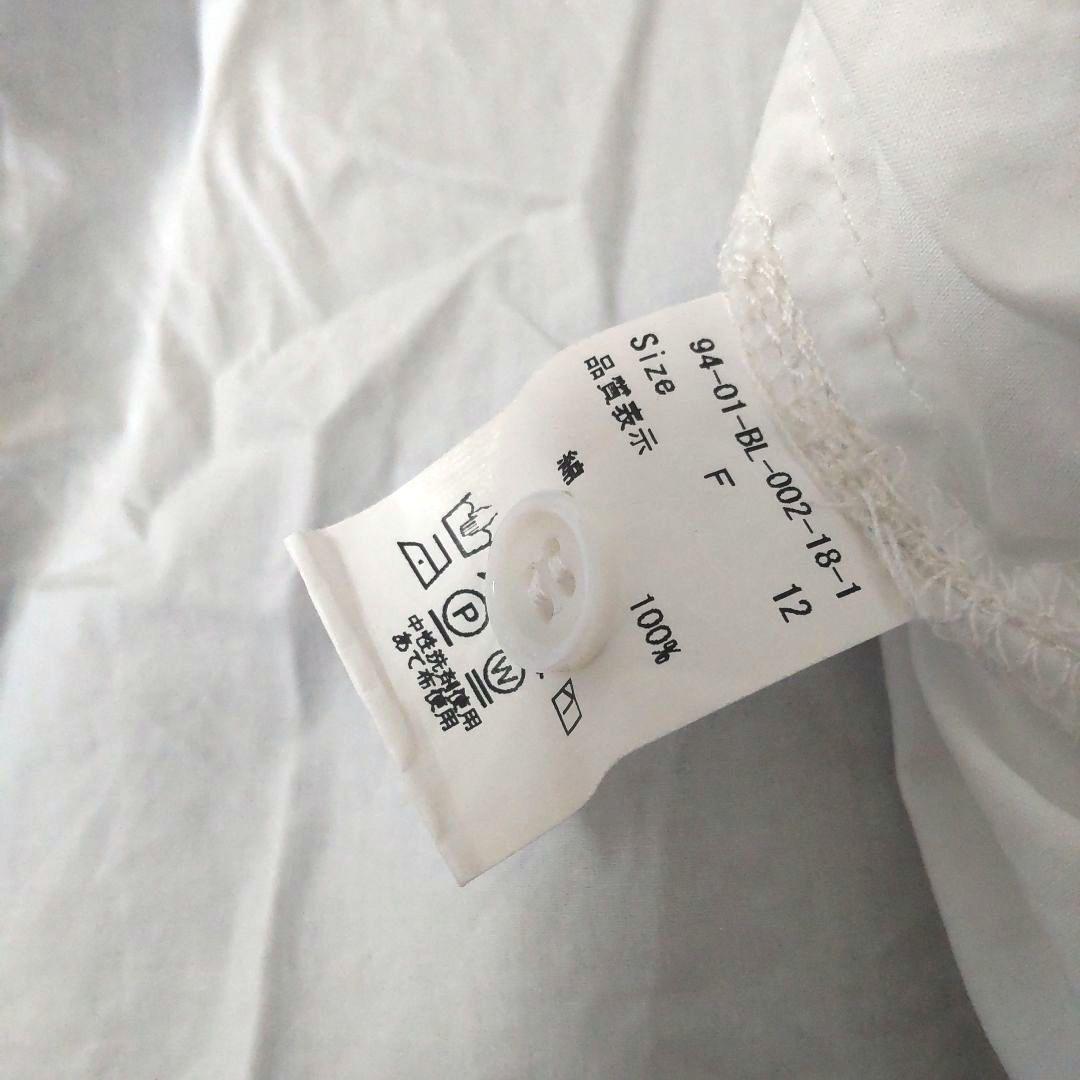 94-01-BL-002-18-1
Size F 12
品質表示
綿 100%
P W
中性洗剤使用
あて布使用